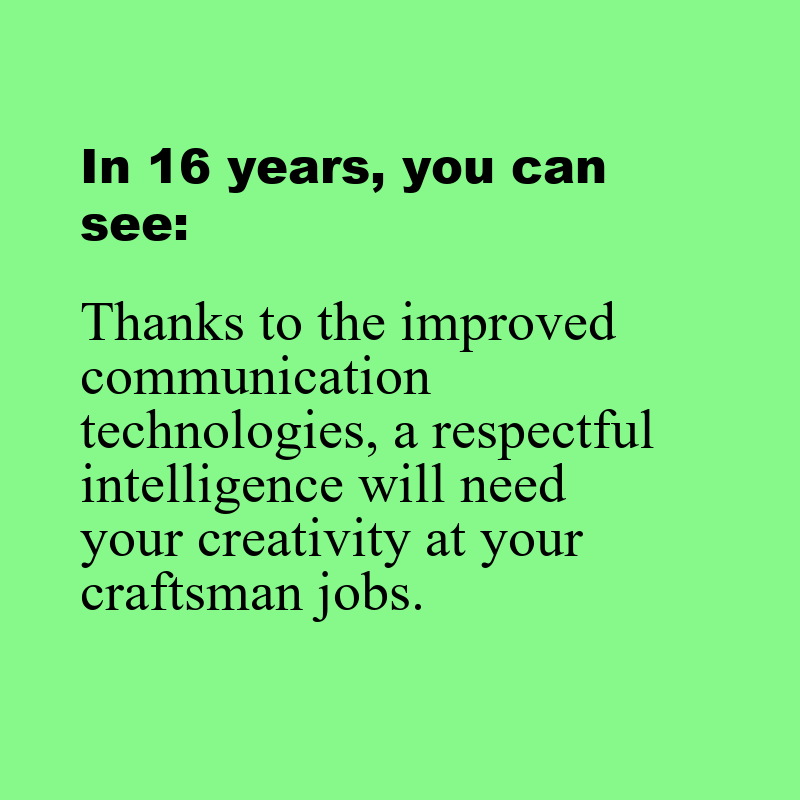 In 16 years, you can
see:
Thanks to the improved
communication
technologies, a respectful
intelligence will need
your creativity at your
craftsman jobs.